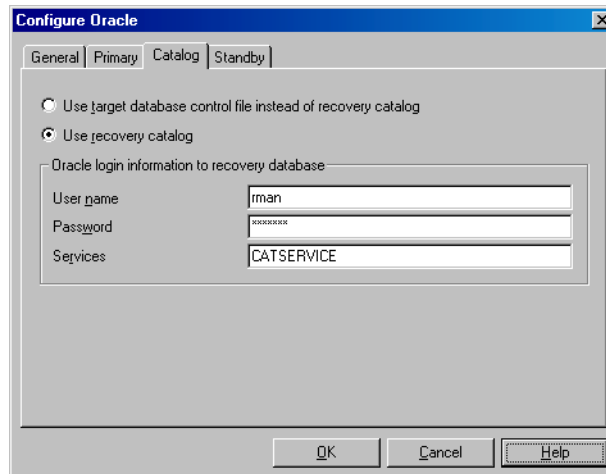 Configure Oracle
General Primary Catalog Standby
Use target database control file instead of recovery catalog
Use recovery catalog
Oracle login information to recovery database
User name rman
Password *******
Services CATSERVICE
OK Cancel Help